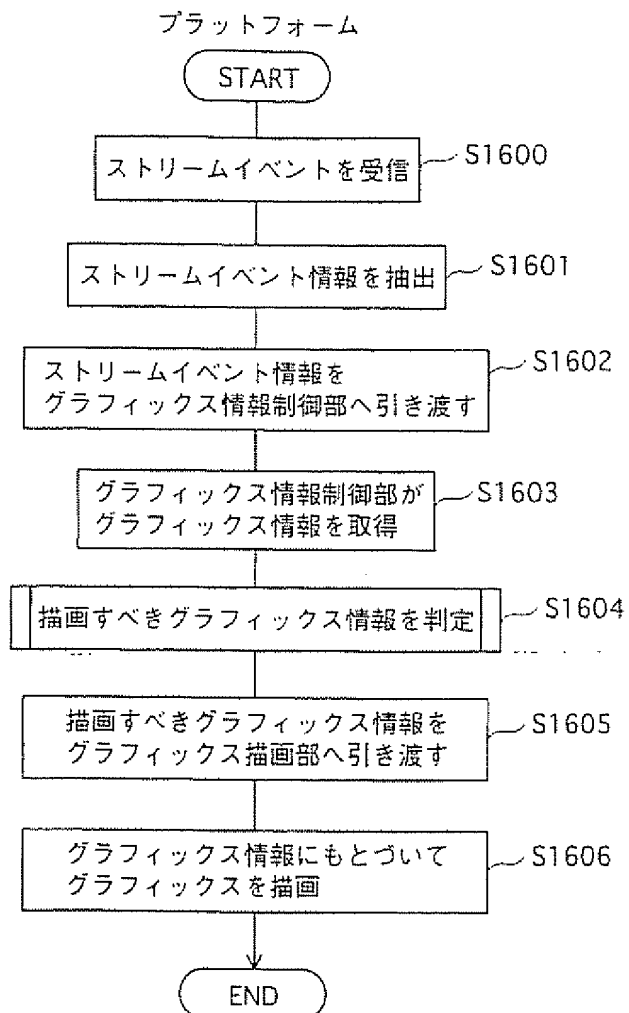 プラットフォーム
START
ストリームイベントを受信
S1600
ストリームイベント情報を抽出
S1601
ストリームイベント情報を
グラフィックス情報制御部へ引き渡す
S1602
グラフィックス情報制御部が
グラフィックス情報を取得
S1603
描画すべきグラフィックス情報を判定
S1604
描画すべきグラフィックス情報を
グラフィックス描画部へ引き渡す
S1605
グラフィックス情報にもとづいて
グラフィックスを描画
S1606
END